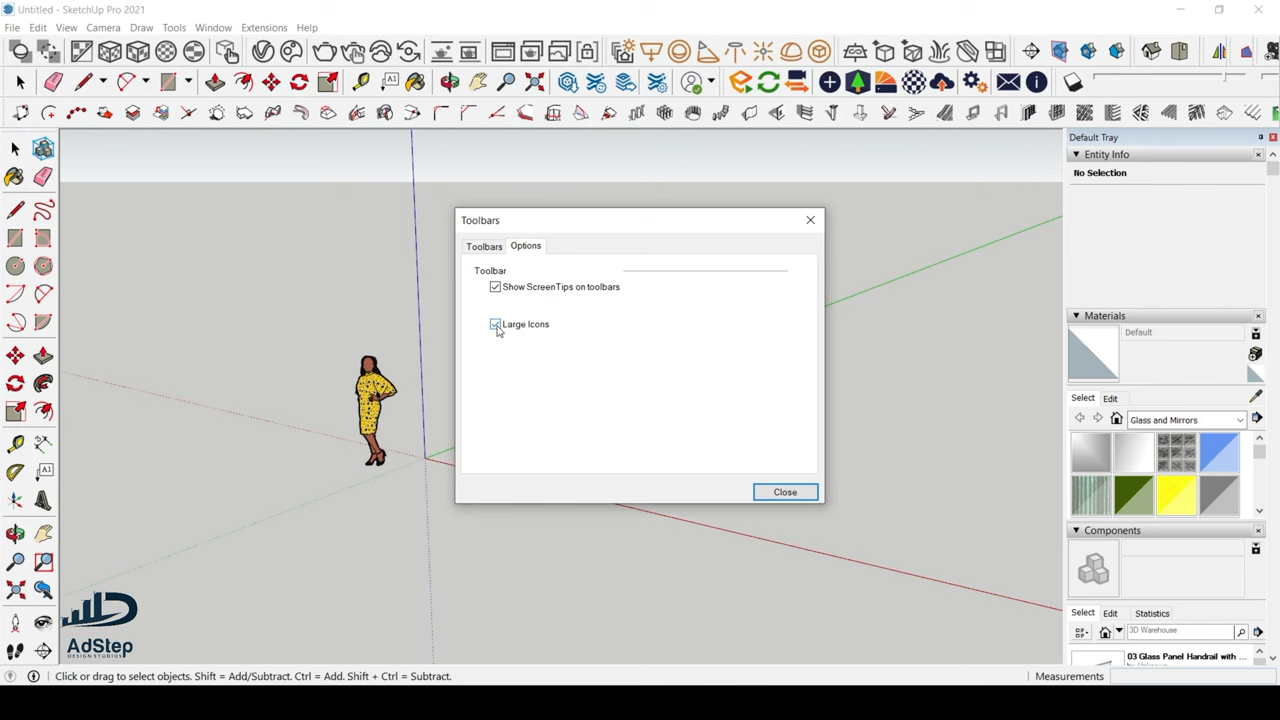 Untitled - SketchUp Pro 2021
File Edit View Camera Draw Tools Window Extensions Help
Default Tray
Entity Info
No Selection
Toolbars
Toolbars Options
Toolbar
Show ScreenTips on toolbars
Large Icons
Close
Materials
Default
Select Edit
Glass and Mirrors
Components
Select Edit Statistics
3D Warehouse
03 Glass Panel Handrail with ...
A1
A1
AdStep
DESIGN STUDIOS
Click or drag to select objects. Shift = Add/Subtract. Ctrl = Add. Shift + Ctrl = Subtract.
Measurements